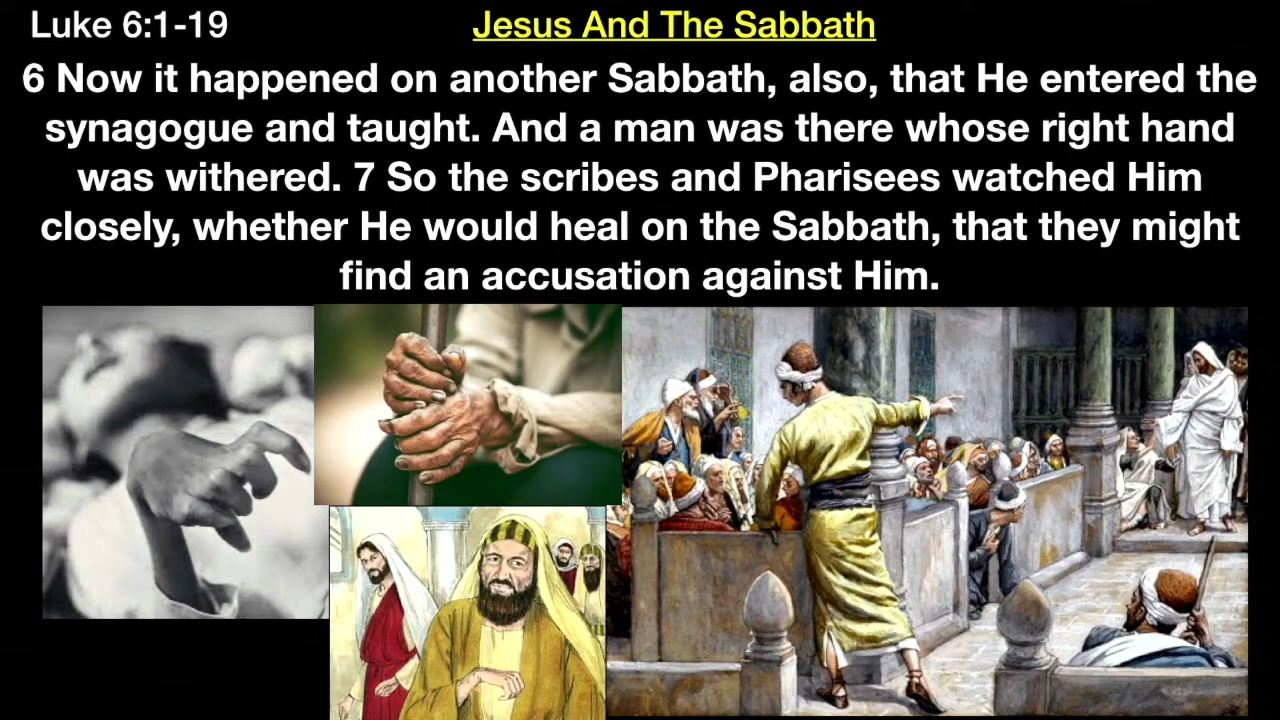 Luke 6:1-19
Jesus And The Sabbath
6 Now it happened on another Sabbath, also, that He entered the
synagogue and taught. And a man was there whose right hand
was withered. 7 So the scribes and Pharisees watched Him
closely, whether He would heal on the Sabbath, that they might
find an accusation against Him.